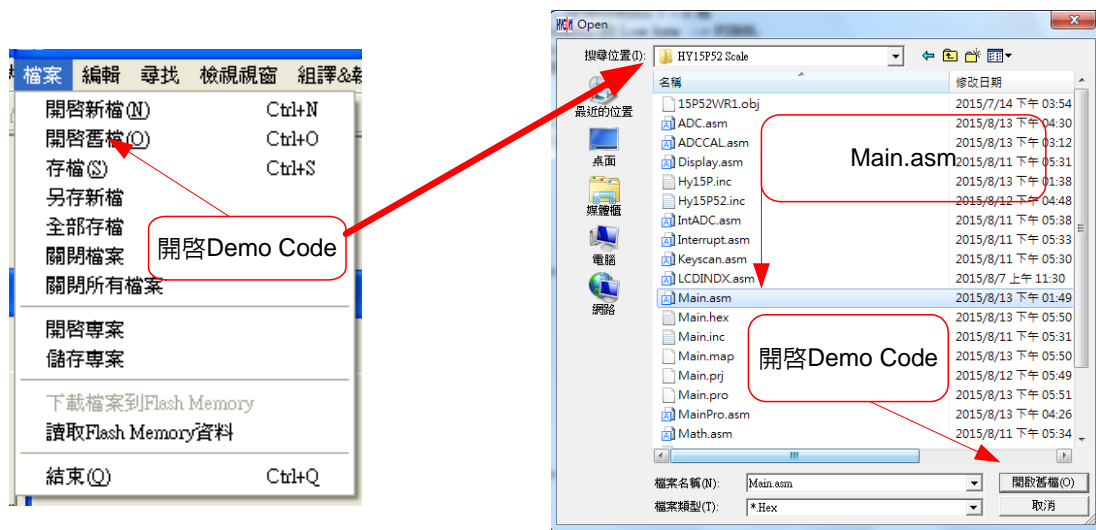 檔案 編輯 尋找 檢視視窗 組譯&
開啓新檔(N) Ctrl+N
開啓舊檔(O) Ctrl+O
存檔(S) Ctrl+S
另存新檔
全部存檔
關閉檔案
關閉所有檔案
開啓專案
儲存專案
下載檔案到Flash Memory
讀取Flash Memory資料
結束(Q) Ctrl+Q
開啓Demo Code
Open
搜尋位置(I): HY15P52 Scale
名稱 修改日期
15P52WR1.obj 2015/7/14 下午 03:54
ADC.asm 2015/8/13 下午 04:30
ADCCAL.asm 2015/8/13 下午 03:12
Display.asm 2015/8/11 下午 05:31
Hy15P.inc 2015/8/13 下午 01:38
Hy15P52.inc 2015/8/12 下午 04:48
IntADC.asm 2015/8/11 下午 05:38
Interrupt.asm 2015/8/11 下午 05:33
Keyscan.asm 2015/8/11 下午 05:30
LCDINDX.asm 2015/8/7 上午 11:30
Main.asm 2015/8/13 下午 01:49
Main.hex 2015/8/13 下午 05:50
Main.inc 2015/8/11 下午 05:31
Main.map 2015/8/13 下午 05:50
Main.prj 2015/8/12 下午 05:49
Main.pro 2015/8/13 下午 05:51
MainPro.asm 2015/8/13 下午 04:26
Math.asm 2015/8/11 下午 05:34
最近的位置
桌面
媒體櫃
電腦
網路
Main.asm
開啓Demo Code
檔案名稱(N): Main.asm 開啟舊檔(O)
檔案類型(T): *.Hex 取消